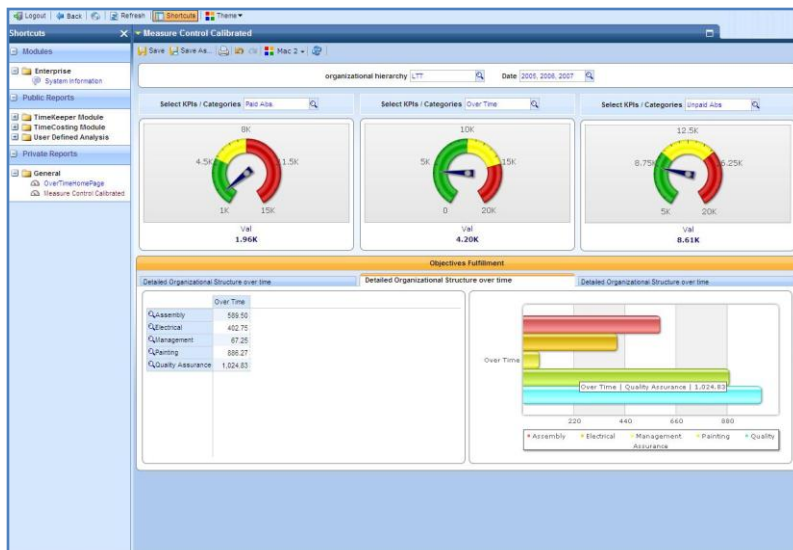 Logout Back Refresh Shortcuts Theme
Shortcuts X
Measure Control Calibrated
Save Save As... Mac 2
Modules
Enterprise
System Information
Public Reports
TimeKeeper Module
TimeCosting Module
User Defined Analysis
Private Reports
General
OverTimeHomePage
Measure Control Calibrated
organizational hierarchy LTT Date 2005, 2006, 2007
Select KPIs / Categories Paid Abs. Select KPIs / Categories Over Time Select KPIs / Categories Unpaid Abs
8K 10K 12.5K
4.5K 1.5K 5K 15K 8.75K 6.25K
1K 15K 0 20K 5K 20K
Val Val Val
1.96K 4.20K 8.61K
Objectives Fulfillment
Detailed Organizational Structure over time Detailed Organizational Structure over time Detailed Organizational Structure over time
Over Time
Assembly 589.50
Electrical 402.75
Management 67.25
Painting 886.27
Quality Assurance 1,024.83
Over Time
Over Time | Quality Assurance | 1,024.83
220 440 660 880
Assembly Electrical Management Painting Quality
Assurance